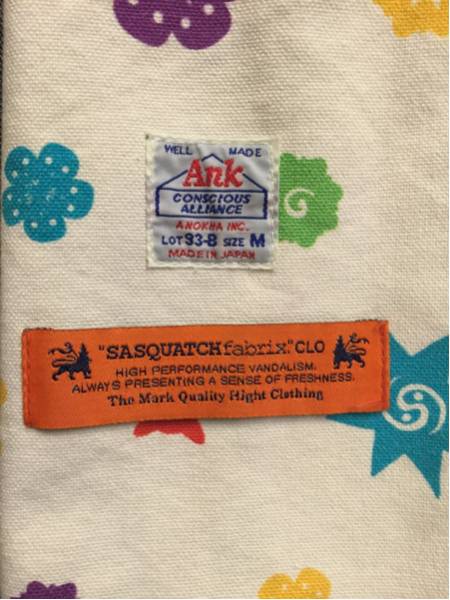 WELL MADE
Ank
CONSCIOUS
ALLIANCE
ANOKHA INC.
LOT 93-B SIZE M
MADE IN JAPAN
"SASQUATCHfabrix."CLO
HIGH PERFORMANCE VANDALISM.
ALWAYS PRESENTING A SENSE OF FRESHNESS.
The Mark Quality Hight Clothing